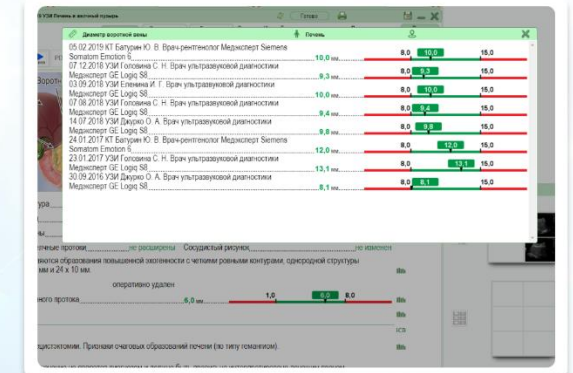 УЗИ Печень и желчный пузырь
Готово
Диаметр воротной вены
Печень
05.02.2019 КТ Батурин Ю. В. Врач-рентгенолог Медэксперт Siemens
Somatom Emotion 6 10,0 мм 8,0 10,0 15,0
07.12.2018 УЗИ Головина С. Н. Врач ультразвуковой диагностики
Медэксперт GE Logiq S8 9,3 мм 8,0 9,3 15,0
03.09.2018 УЗИ Еленина И. Г. Врач ультразвуковой диагностики
Медэксперт GE Logiq S8 10,0 мм 8,0 10,0 15,0
07.08.2018 УЗИ Головина С. Н. Врач ультразвуковой диагностики
Медэксперт GE Logiq S8 9,4 мм 8,0 9,4 15,0
14.07.2018 УЗИ Джурко О. А. Врач ультразвуковой диагностики
Медэксперт GE Logiq S8 9,8 мм 8,0 9,8 15,0
24.01.2017 КТ Батурин Ю. В. Врач-рентгенолог Медэксперт Siemens
Somatom Emotion 6 12,0 мм 8,0 12,0 15,0
23.01.2017 УЗИ Головина С. Н. Врач ультразвуковой диагностики
Медэксперт GE Logiq S8 13,1 мм 8,0 13,1 15,0
30.09.2016 УЗИ Джурко О. А. Врач ультразвуковой диагностики
Медэксперт GE Logiq S8 8,1 мм 8,0 8,1 15,0
протоки не расширены Сосудистый рисунок не изменен
образования повышенной эхогенности с четкими ровными контурами, однородной структуры
мм и 24 x 10 мм
оперативно удален
протока 6,0 мм 1,0 6,0 8,0
Признаки очаговых образований печени (по типу гемангиом).